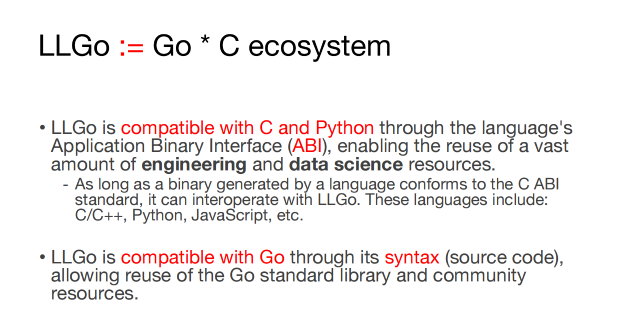 LLGo := Go * C ecosystem
• LLGo is compatible with C and Python through the language's
Application Binary Interface (ABI), enabling the reuse of a vast
amount of engineering and data science resources.
- As long as a binary generated by a language conforms to the C ABI
standard, it can interoperate with LLGo. These languages include:
C/C++, Python, JavaScript, etc.
• LLGo is compatible with Go through its syntax (source code),
allowing reuse of the Go standard library and community
resources.